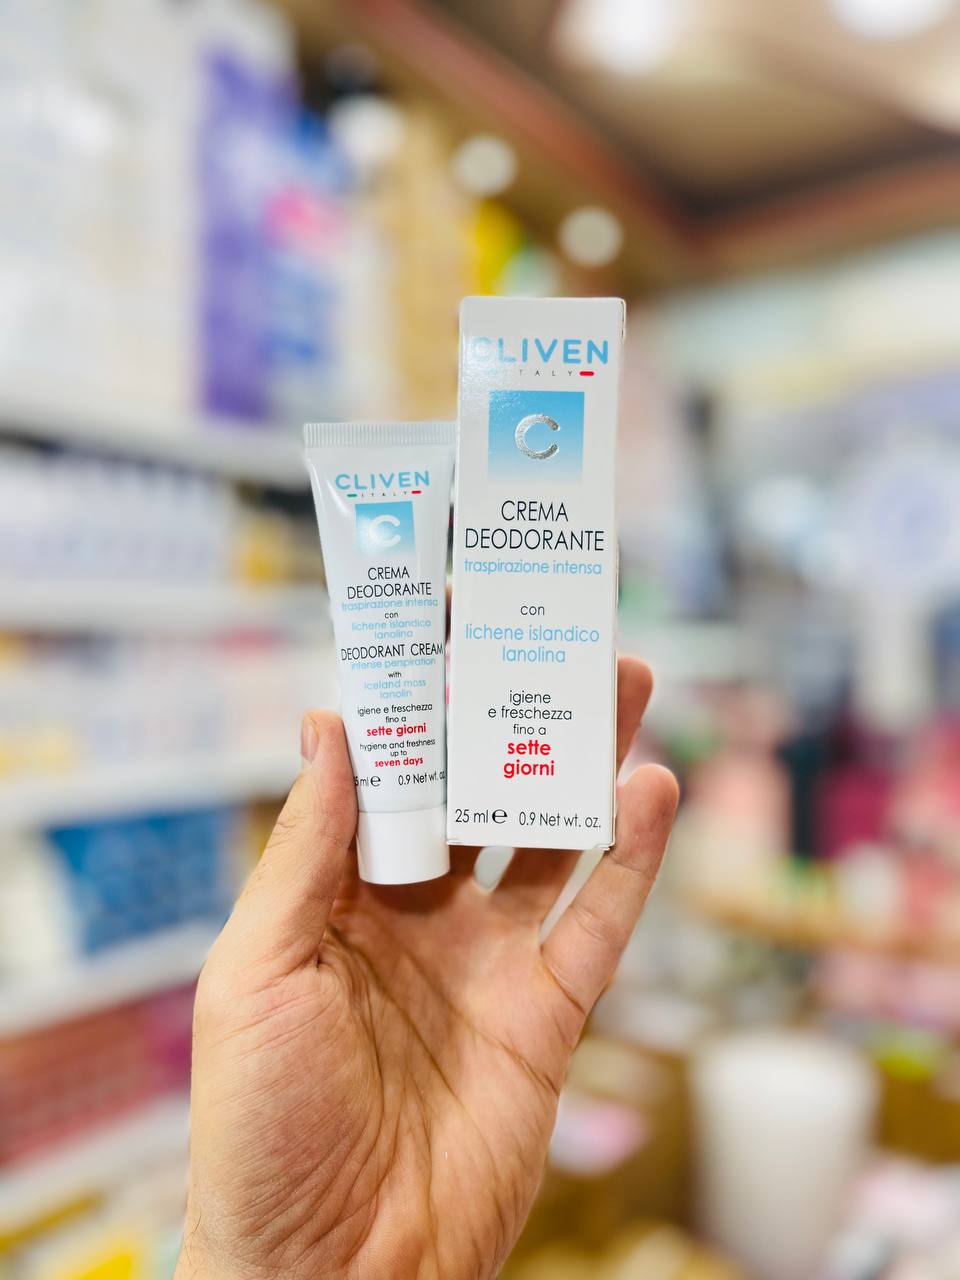 CLIVEN
ITALY
C
CREMA
DEODORANTE
traspirazione intensa
con
lichene islandico
lanolina
DEODORANT CREAM
intense perspiration
with
Iceland moss
lanolin
igiene e freschezza
fino a
sette giorni
hygiene and freshness
up to
seven days
ml e 0.9 Net wt. oz.
CLIVEN
ITALY
C
CREMA
DEODORANTE
traspirazione intensa
con
lichene islandico
lanolina
igiene
e freschezza
fino a
sette
giorni
25 ml e 0.9 Net wt. oz.